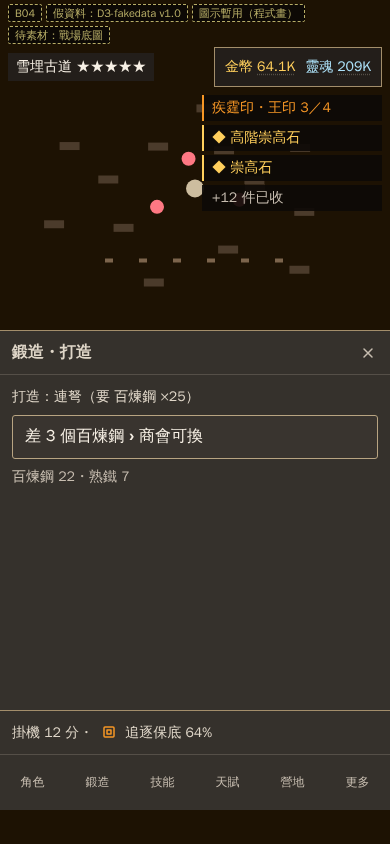 B04 假資料：D3-fakedata v1.0 圖示暫用（程式畫）
待素材：戰場底圖
雪埋古道 ★★★★★
金幣 64.1K 靈魂 209K
疾霆印・王印 3／4
◆ 高階崇高石
◆ 崇高石
+12 件已收
鍛造・打造 ×
打造：連弩（要 百煉鋼 ×25）
差 3 個百煉鋼 › 商會可換
百煉鋼 22・熟鐵 7
掛機 12 分・ 追逐保底 64%
角色 鍛造 技能 天賦 營地 更多